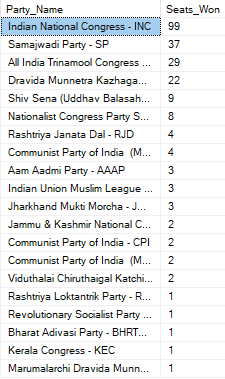 Party_Name Seats_Won
Indian National Congress - INC 99
Samajwadi Party - SP 37
All India Trinamool Congress ... 29
Dravida Munnetra Kazhaga... 22
Shiv Sena (Uddhav Balasah... 9
Nationalist Congress Party S... 8
Rashtriya Janata Dal - RJD 4
Communist Party of India (M... 4
Aam Aadmi Party - AAAP 3
Indian Union Muslim League ... 3
Jharkhand Mukti Morcha - J... 3
Jammu & Kashmir National C... 2
Communist Party of India - CPI 2
Communist Party of India (M... 2
Viduthalai Chiruthaigal Katchi... 2
Rashtriya Loktantrik Party - R... 1
Revolutionary Socialist Party ... 1
Bharat Adivasi Party - BHRT... 1
Kerala Congress - KEC 1
Marumalarchi Dravida Munn... 1